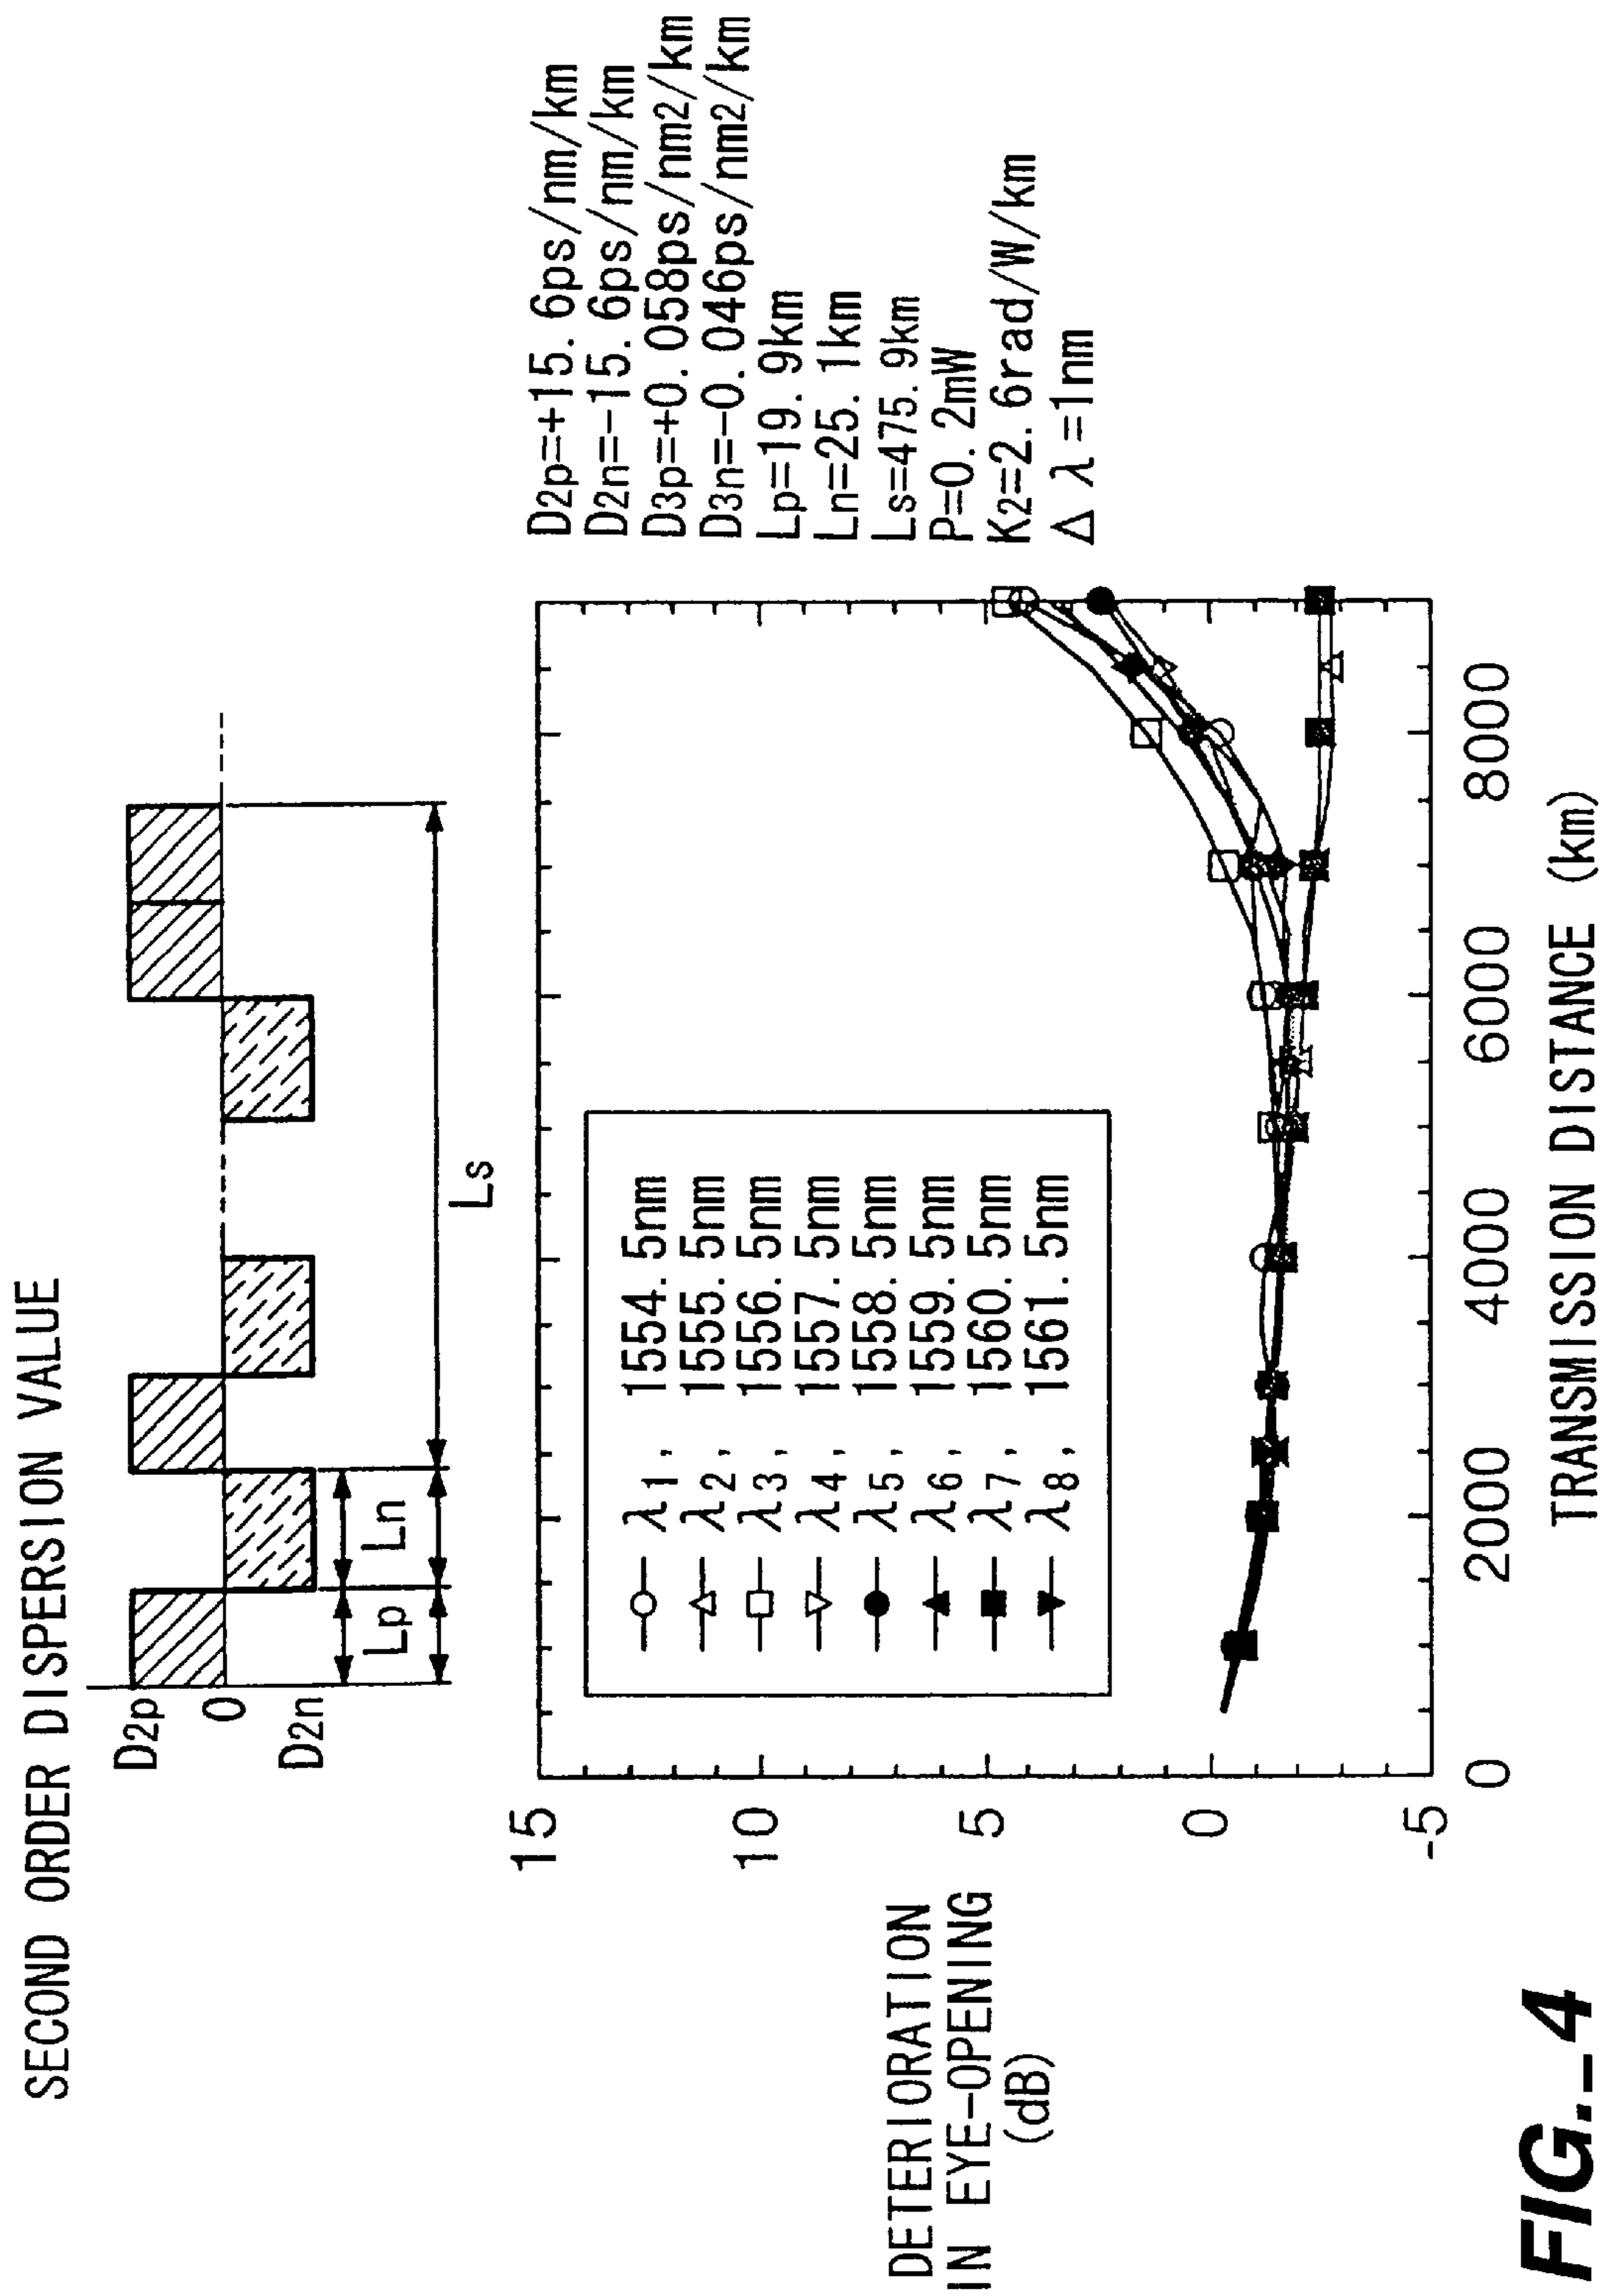 SECOND ORDER DISPERSION VALUE
D2p
0
D2n
Lp
Ln
Ls
D2p=+15.6ps/nm/km
D2n=-15.6ps/nm/km
D3p=+0.058ps/nm2/km
D3n=-0.046ps/nm2/km
Lp=19.9km
Ln=25.1km
Ls=475.9km
P=0.2mW
K2=2.6rad/W/km
Δλ=1nm
DETERIORATION
IN EYE-OPENING
(dB)
15
10
5
0
-5
λ1, 1554.5nm
λ2, 1555.5nm
λ3, 1556.5nm
λ4, 1557.5nm
λ5, 1558.5nm
λ6, 1559.5nm
λ7, 1560.5nm
λ8, 1561.5nm
0 2000 4000 6000 8000
TRANSMISSION DISTANCE (km)
FIG._4